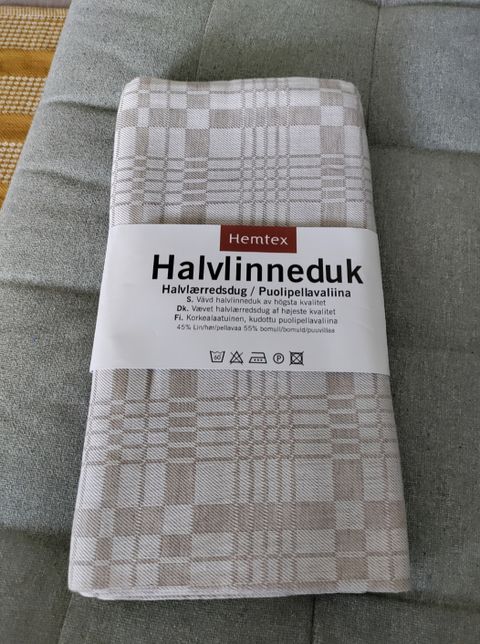 Hemtex
Halvlinneduk
Halvlærredsdug / Puolipellavaliina
S. Vävd halvlinneduk av högsta kvalitet
Dk. Vævet halvlærredsdug af højeste kvalitet
Fi. Korkealaatuinen, kudottu puolipellavaliina
45% Lin/hør/pellavaa 55% bomull/bomuld/puuvillaa
60
P